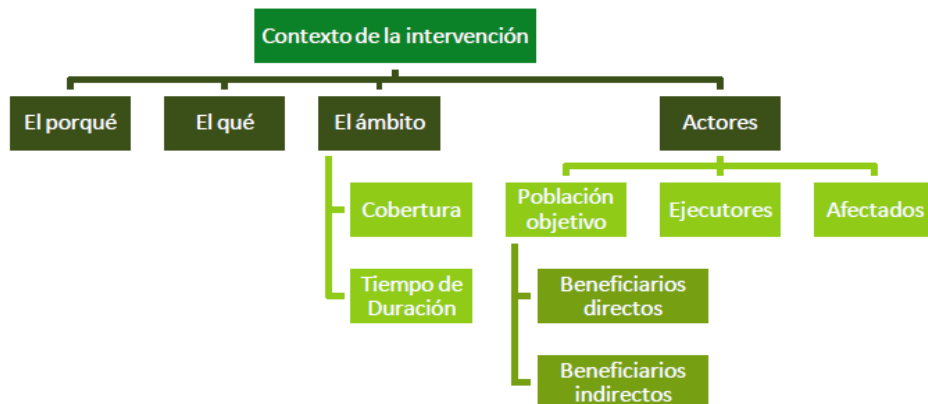 Contexto de la intervención
El porqué
El qué
El ámbito
Actores
Cobertura
Población
objetivo
Ejecutores
Afectados
Tiempo de
Duración
Beneficiarios
directos
Beneficiarios
indirectos